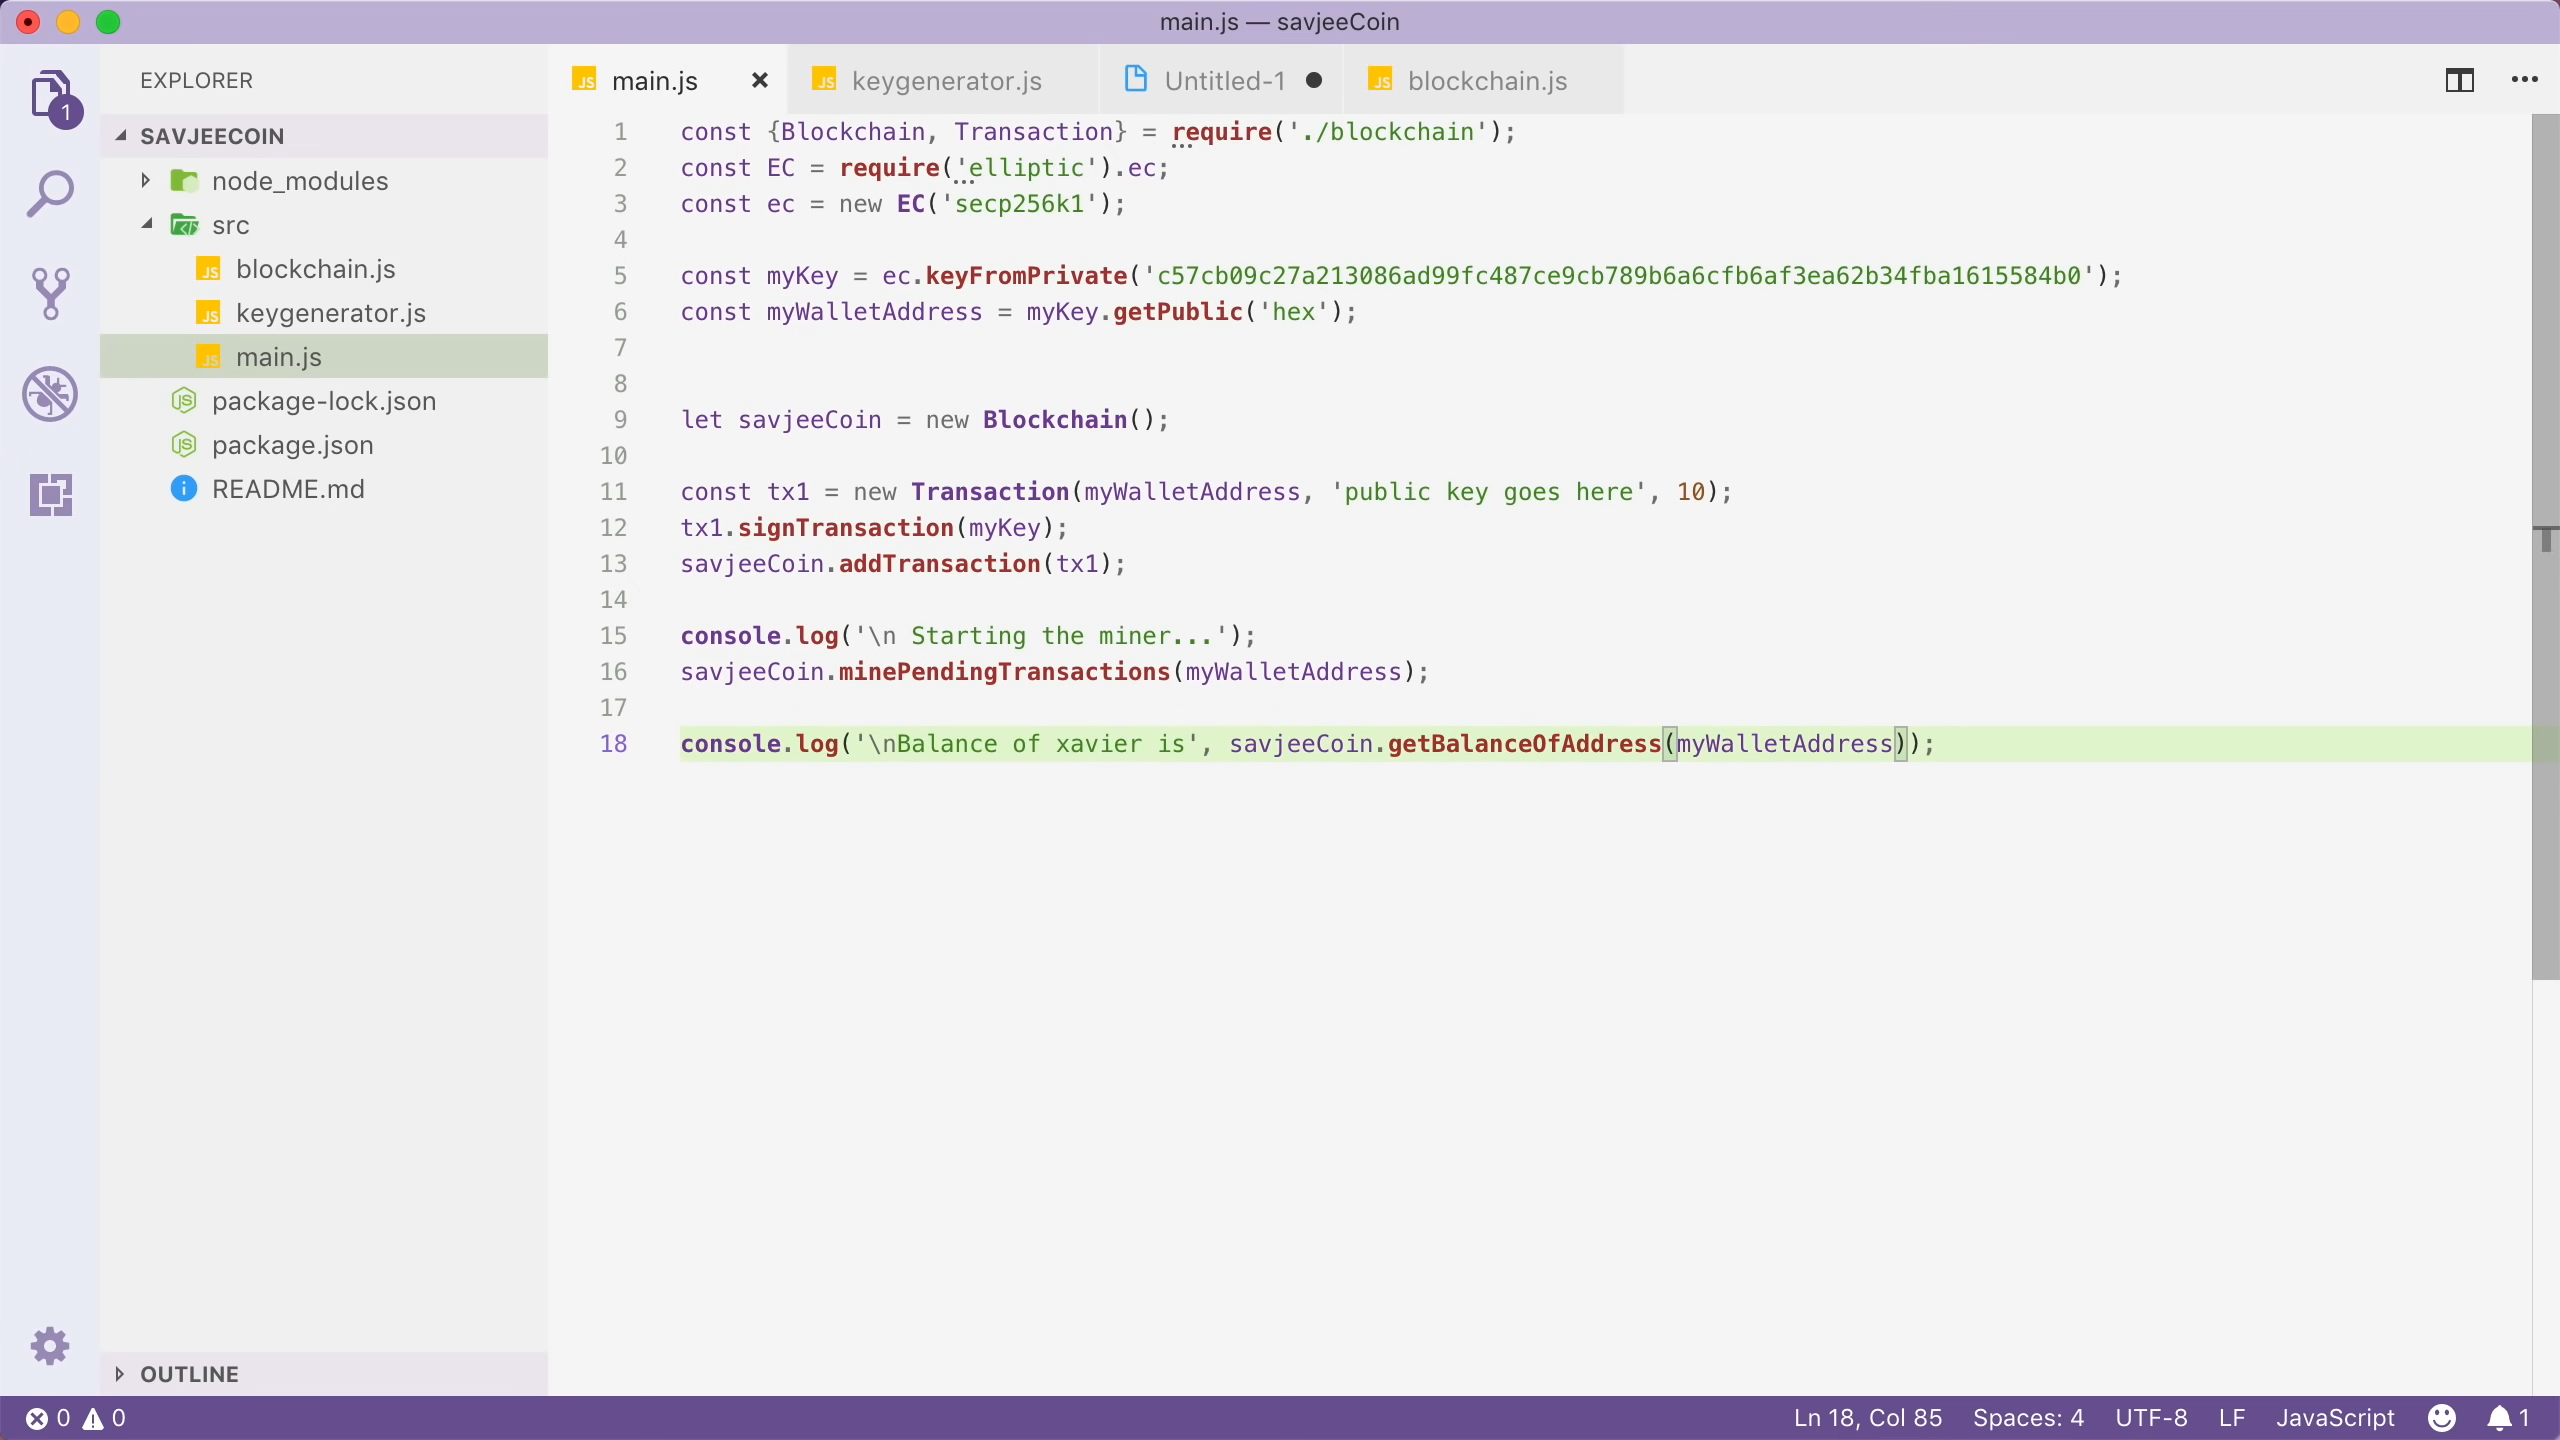 main.js — savjeeCoin
EXPLORER
SAVJEECOIN
node_modules
src
blockchain.js
keygenerator.js
main.js
package-lock.json
package.json
README.md
OUTLINE
1
main.js
keygenerator.js
Untitled-1
blockchain.js
1 const {Blockchain, Transaction} = require('./blockchain');
2 const EC = require('elliptic').ec;
3 const ec = new EC('secp256k1');
4
5 const myKey = ec.keyFromPrivate('c57cb09c27a213086ad99fc487ce9cb789b6a6cfb6af3ea62b34fba1615584b0');
6 const myWalletAddress = myKey.getPublic('hex');
7
8
9 let savjeeCoin = new Blockchain();
10
11 const tx1 = new Transaction(myWalletAddress, 'public key goes here', 10);
12 tx1.signTransaction(myKey);
13 savjeeCoin.addTransaction(tx1);
14
15 console.log('\n Starting the miner...');
16 savjeeCoin.minePendingTransactions(myWalletAddress);
17
18 console.log('\nBalance of xavier is', savjeeCoin.getBalanceOfAddress(myWalletAddress));
0 0 Ln 18, Col 85 Spaces: 4 UTF-8 LF JavaScript 1